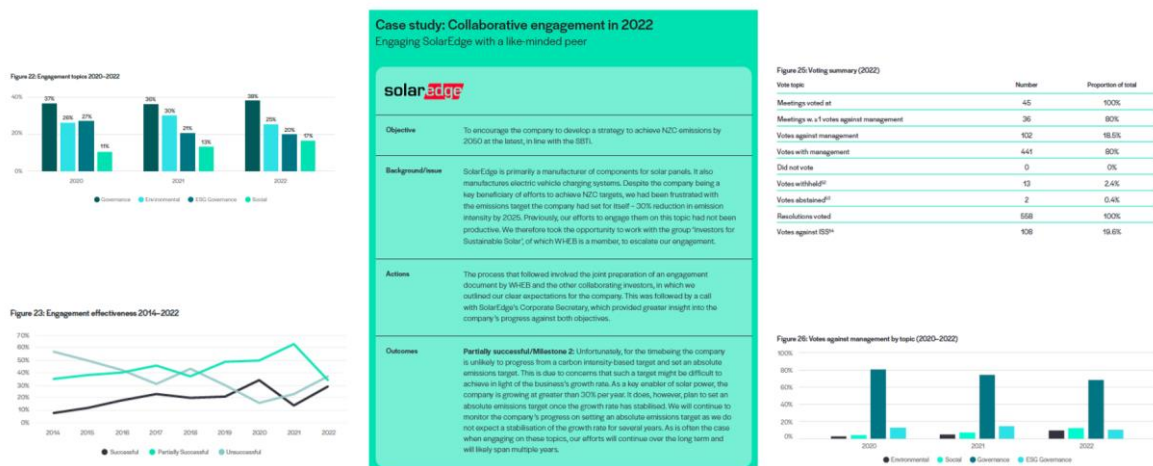 Case study: Collaborative engagement in 2022
Engaging SolarEdge with a like-minded peer
solaredge
Objective
To encourage the company to develop a strategy to achieve NZC emissions by
2050 at the latest, in line with the SBTi.
Background/issue
SolarEdge is primarily a manufacturer of components for solar panels. It also
manufactures electric vehicle charging systems. Despite the company being a
key beneficiary of efforts to achieve NZC targets, we had been frustrated with
the emissions target the company had set for itself – 30% reduction in emission
intensity by 2025. Previously, our efforts to engage them on this topic had not been
productive. We therefore took the opportunity to work with the group 'Investors for
Sustainable Solar', of which WHEB is a member, to escalate our engagement.
Actions
The process that followed involved the joint preparation of an engagement
document by WHEB and the other collaborating investors, in which we
outlined our clear expectations for the company. This was followed by a call
with SolarEdge's Corporate Secretary, which provided greater insight into the
company's progress against both objectives.
Outcomes
Partially successful/Milestone 2: Unfortunately, for the timebeing the company
is unlikely to progress from a carbon intensity-based target and set an absolute
emissions target. This is due to concerns that such a target might be difficult to
achieve in light of the business's growth rate. As a key enabler of solar power, the
company is growing at greater than 30% per year. It does, however, plan to set an
absolute emissions target once the growth rate has stabilised. We will continue to
monitor the company's progress on setting an absolute emissions target as we do
not expect a stabilisation of the growth rate for several years. As is often the case
when engaging on these topics, our efforts will continue over the long term and
will likely span multiple years.
Figure 22: Engagement topics 2020–2022
40%
20%
0%
37% 26% 27% 11%
36% 30% 21% 13%
38% 25% 20% 17%
2020 2021 2022
Governance Environmental ESG Governance Social
Figure 23: Engagement effectiveness 2014–2022
70%
60%
50%
40%
30%
20%
10%
0%
2014 2015 2016 2017 2018 2019 2020 2021 2022
Successful Partially Successful Unsuccessful
Figure 25: Voting summary (2022)
Vote topic Number Proportion of total
Meetings voted at 45 100%
Meetings w. ≥1 votes against management 36 80%
Votes against management 102 18.5%
Votes with management 441 80%
Did not vote 0 0%
Votes withheld 13 2.4%
Votes abstained 2 0.4%
Resolutions voted 558 100%
Votes against ISS 108 19.6%
Figure 26: Votes against management by topic (2020–2022)
100%
80%
60%
40%
20%
0%
2020 2021 2022
Environmental Social Governance ESG Governance